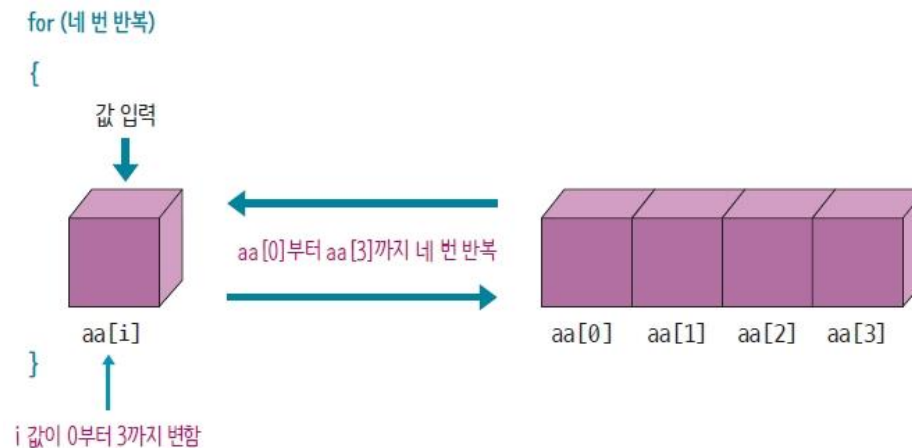 for (네 번 반복)
{
값 입력
aa[0]부터 aa[3]까지 네 번 반복
aa[i]
aa[0] aa[1] aa[2] aa[3]
}
i 값이 0부터 3까지 변함